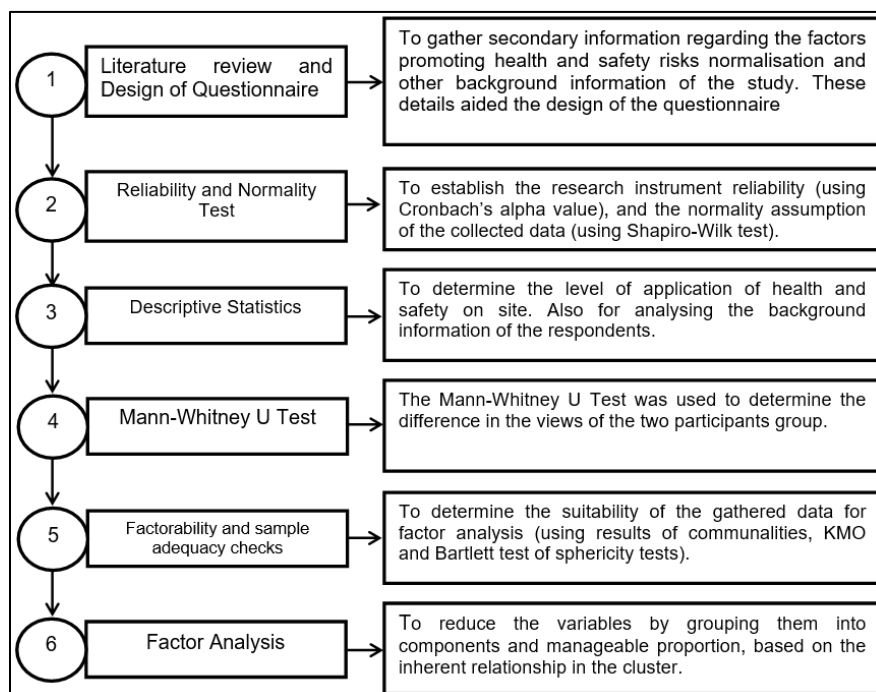 1
Literature review and
Design of Questionnaire
To gather secondary information regarding the factors
promoting health and safety risks normalisation and
other background information of the study. These
details aided the design of the questionnaire
2
Reliability and Normality
Test
To establish the research instrument reliability (using
Cronbach’s alpha value), and the normality assumption
of the collected data (using Shapiro-Wilk test).
3
Descriptive Statistics
To determine the level of application of health and
safety on site. Also for analysing the background
information of the respondents.
4
Mann-Whitney U Test
The Mann-Whitney U Test was used to determine the
difference in the views of the two participants group.
5
Factorability and sample
adequacy checks
To determine the suitability of the gathered data for
factor analysis (using results of communalities, KMO
and Bartlett test of sphericity tests).
6
Factor Analysis
To reduce the variables by grouping them into
components and manageable proportion, based on the
inherent relationship in the cluster.